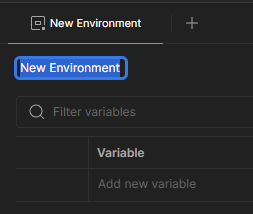 New Environment
New Environment
Filter variables
Variable
Add new variable